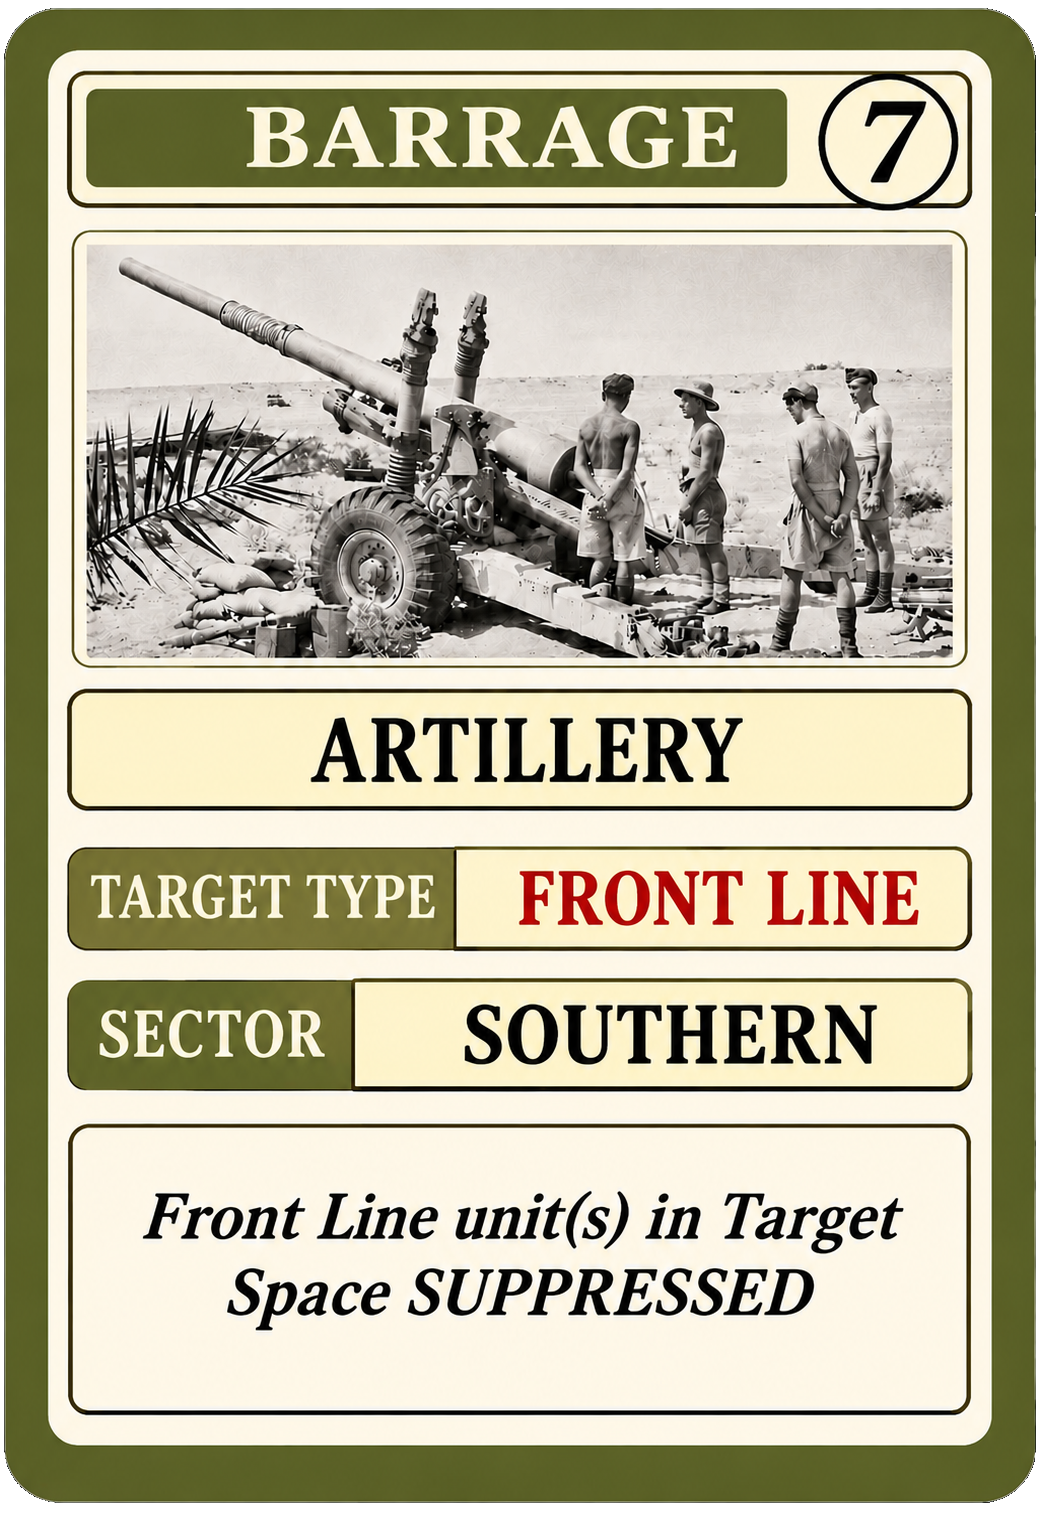 BARRAGE 7
ARTILLERY
TARGET TYPE FRONT LINE
SECTOR SOUTHERN
Front Line unit(s) in Target
Space SUPPRESSED